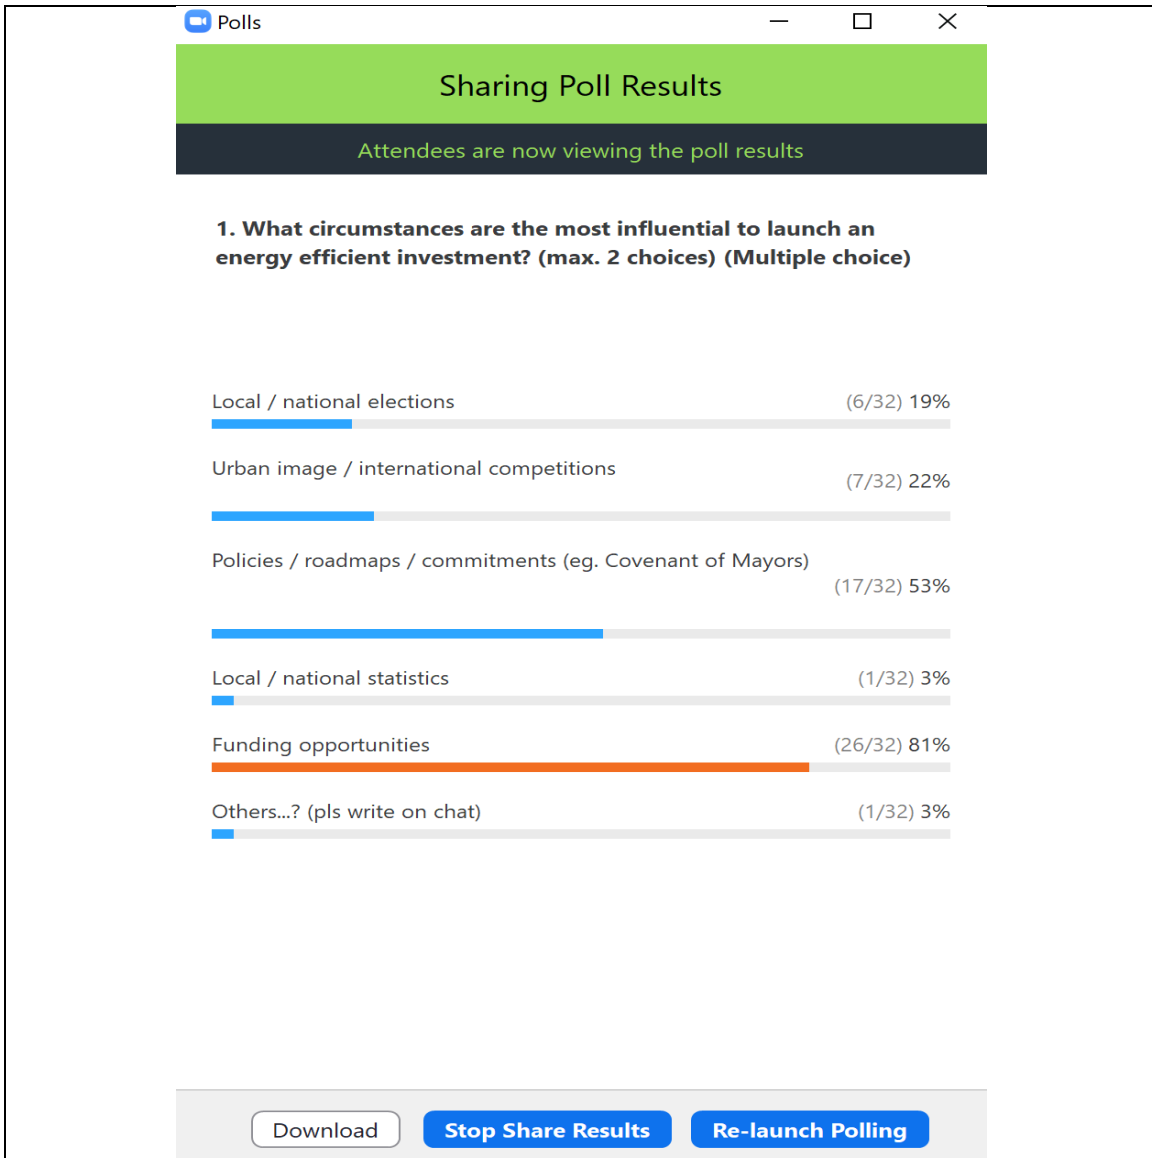 Polls
Sharing Poll Results
Attendees are now viewing the poll results
1. What circumstances are the most influential to launch an
energy efficient investment? (max. 2 choices) (Multiple choice)
Local / national elections (6/32) 19%
Urban image / international competitions (7/32) 22%
Policies / roadmaps / commitments (eg. Covenant of Mayors)
(17/32) 53%
Local / national statistics (1/32) 3%
Funding opportunities (26/32) 81%
Others...? (pls write on chat) (1/32) 3%
Download Stop Share Results Re-launch Polling